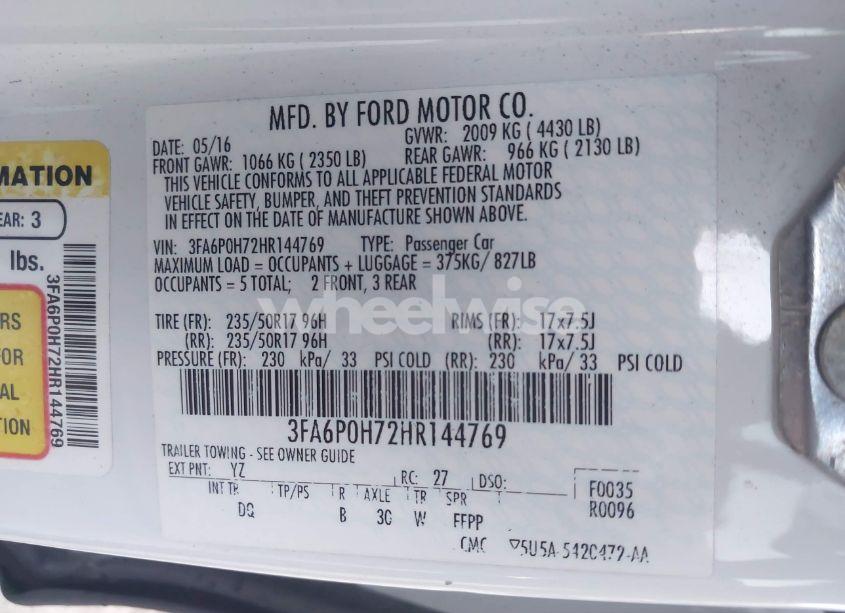 MFD. BY FORD MOTOR CO.
DATE: 05/16 GVWR: 2009 KG ( 4430 LB)
FRONT GAWR: 1066 KG ( 2350 LB) REAR GAWR: 966 KG ( 2130 LB)
THIS VEHICLE CONFORMS TO ALL APPLICABLE FEDERAL MOTOR
VEHICLE SAFETY, BUMPER, AND THEFT PREVENTION STANDARDS
IN EFFECT ON THE DATE OF MANUFACTURE SHOWN ABOVE.
VIN: 3FA6P0H72HR144769 TYPE: Passenger Car
MAXIMUM LOAD = OCCUPANTS + LUGGAGE = 375KG/ 827LB
OCCUPANTS = 5 TOTAL; 2 FRONT, 3 REAR
wheelwise
TIRE (FR): 235/50R17 96H RIMS (FR): 17x7.5J
(RR): 235/50R17 96H (RR): 17x7.5J
PRESSURE (FR): 230 kPa/ 33 PSI COLD (RR): 230 kPa/ 33 PSI COLD
3FA6P0H72HR144769
TRAILER TOWING - SEE OWNER GUIDE
EXT PNT: YZ RC: 27 DSO: F0035
INT TR TP/PS R AXLE TR SPR R0096
DQ B 3C W FFPP
CMC ▽5U5A-5420472-AA
MATION
EAR: 3
lbs.
RS
FOR
AL
ON
3FA6P0H72HR144769